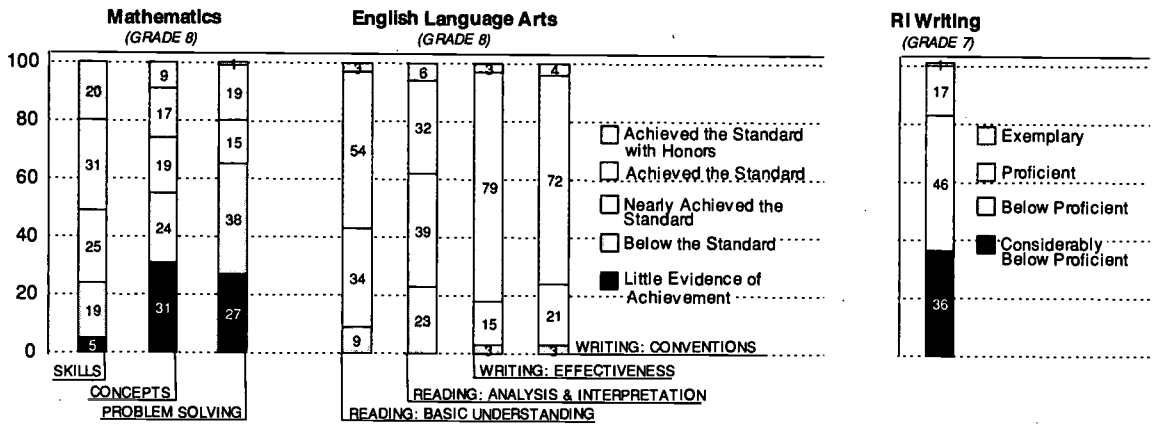 Mathematics
(GRADE 8)
English Language Arts
(GRADE 8)
RI Writing
(GRADE 7)
100
80
60
40
20
0
20
31
25
19
5
9
17
19
24
31
1
19
15
38
27
3
54
34
9
6
32
39
23
3
79
15
3
4
72
21
3
Achieved the Standard
with Honors
Achieved the Standard
Nearly Achieved the
Standard
Below the Standard
Little Evidence of
Achievement
1
17
46
36
Exemplary
Proficient
Below Proficient
Considerably
Below Proficient
SKILLS
CONCEPTS
PROBLEM SOLVING
WRITING: CONVENTIONS
WRITING: EFFECTIVENESS
READING: ANALYSIS & INTERPRETATION
READING: BASIC UNDERSTANDING